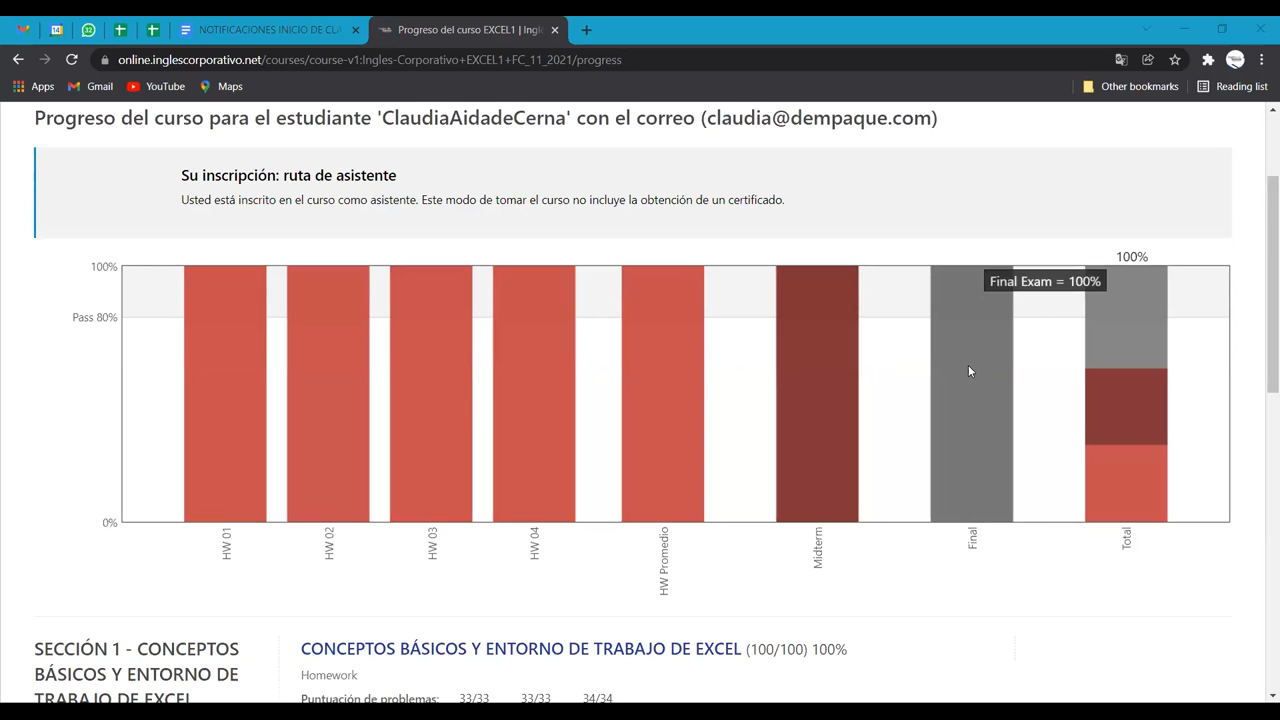 32
NOTIFICACIONES INICIO DE CL
Progreso del curso EXCEL1 | Ingl
online.inglescorporativo.net/courses/course-v1:Ingles-Corporativo+EXCEL1+FC_11_2021/progress
Apps
Gmail
YouTube
Maps
Other bookmarks
Reading list
Progreso del curso para el estudiante 'ClaudiaAidadeCerna' con el correo (claudia@dempaque.com)
Su inscripción: ruta de asistente
Usted está inscrito en el curso como asistente. Este modo de tomar el curso no incluye la obtención de un certificado.
100%
100%
Final Exam = 100%
Pass 80%
0%
HW 01
HW 02
HW 03
HW 04
HW Promedio
Midterm
Final
Total
SECCIÓN 1 - CONCEPTOS
BÁSICOS Y ENTORNO DE
TRABAJO DE EXCEL
CONCEPTOS BÁSICOS Y ENTORNO DE TRABAJO DE EXCEL (100/100) 100%
Homework
Puntuación de problemas: 33/33 33/33 34/34